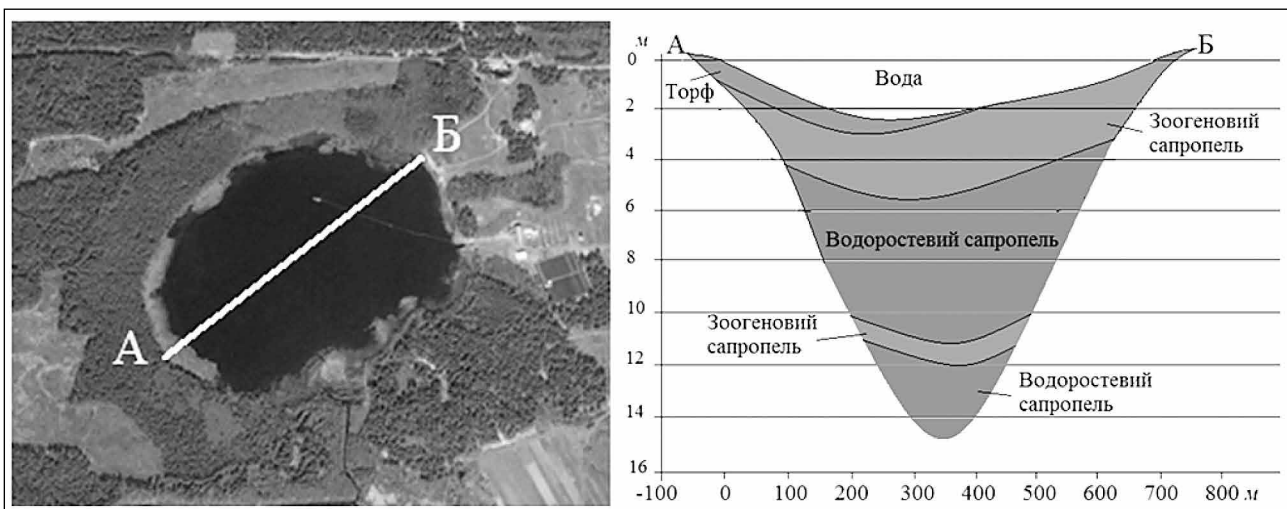 А
Б
м
А
Б
0
2
4
6
8
10
12
14
16
Вода
Торф
Зоогеновий
сапропель
Водоростевий сапропель
Зоогеновий
сапропель
Водоростевий
сапропель
-100 0 100 200 300 400 500 600 700 800 м